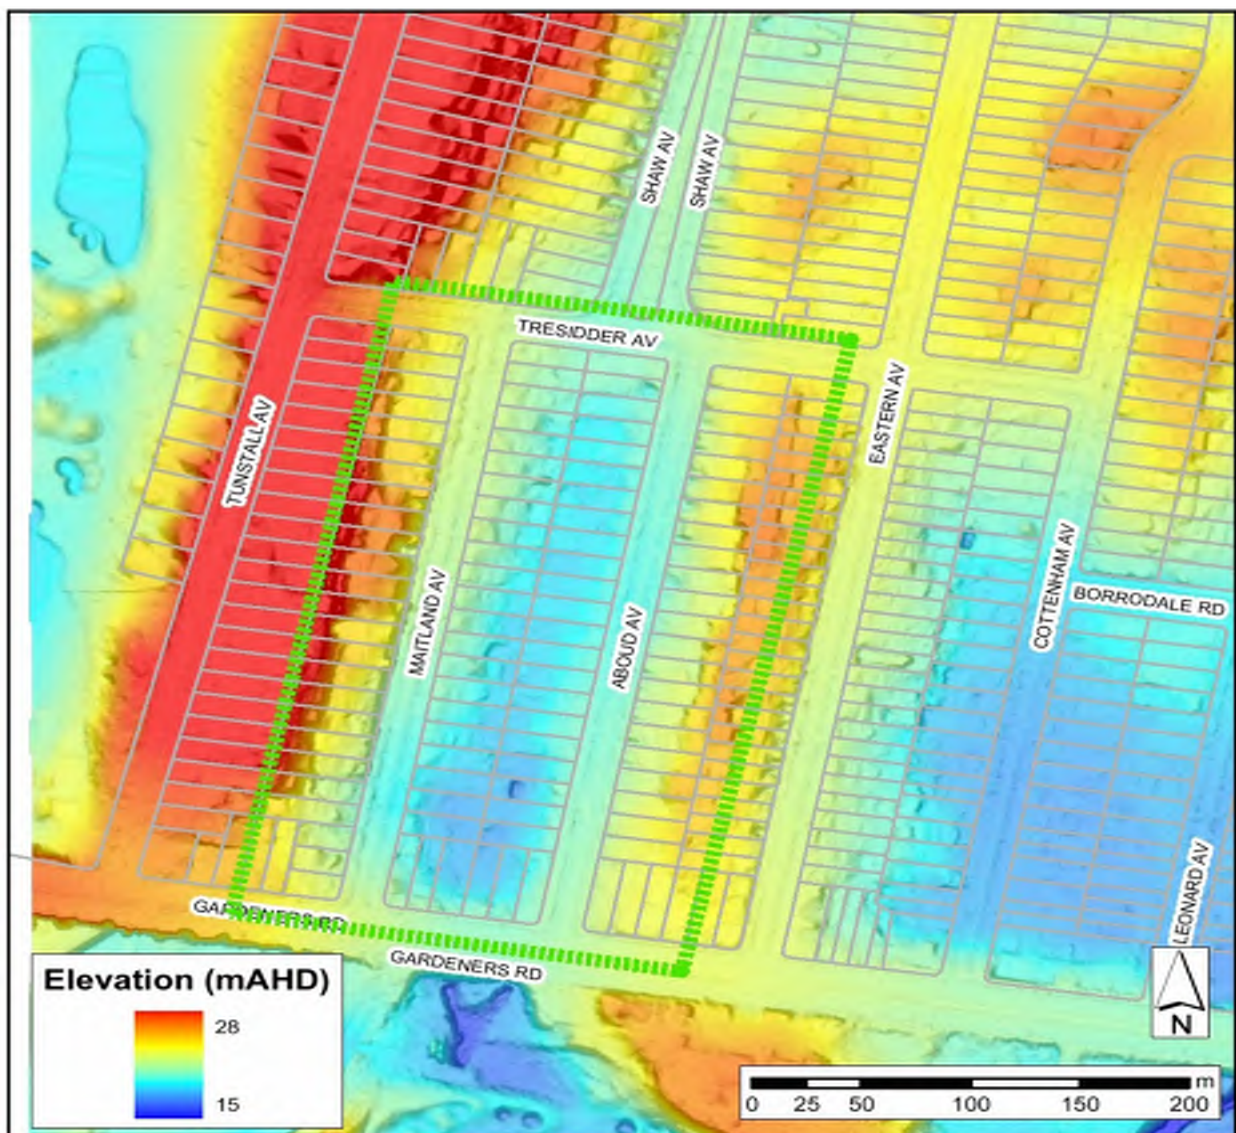 SHAW AV
SHAW AV
TRESIDDER AV
EASTERN AV
TUNSTALL AV
MAITLAND AV
ABOUD AV
COTTENHAM AV
BORRODALE RD
LEONARD AV
GARDENERS RD
GARDENERS RD
Elevation (mAHD)
28
15
N
m
0 25 50 100 150 200